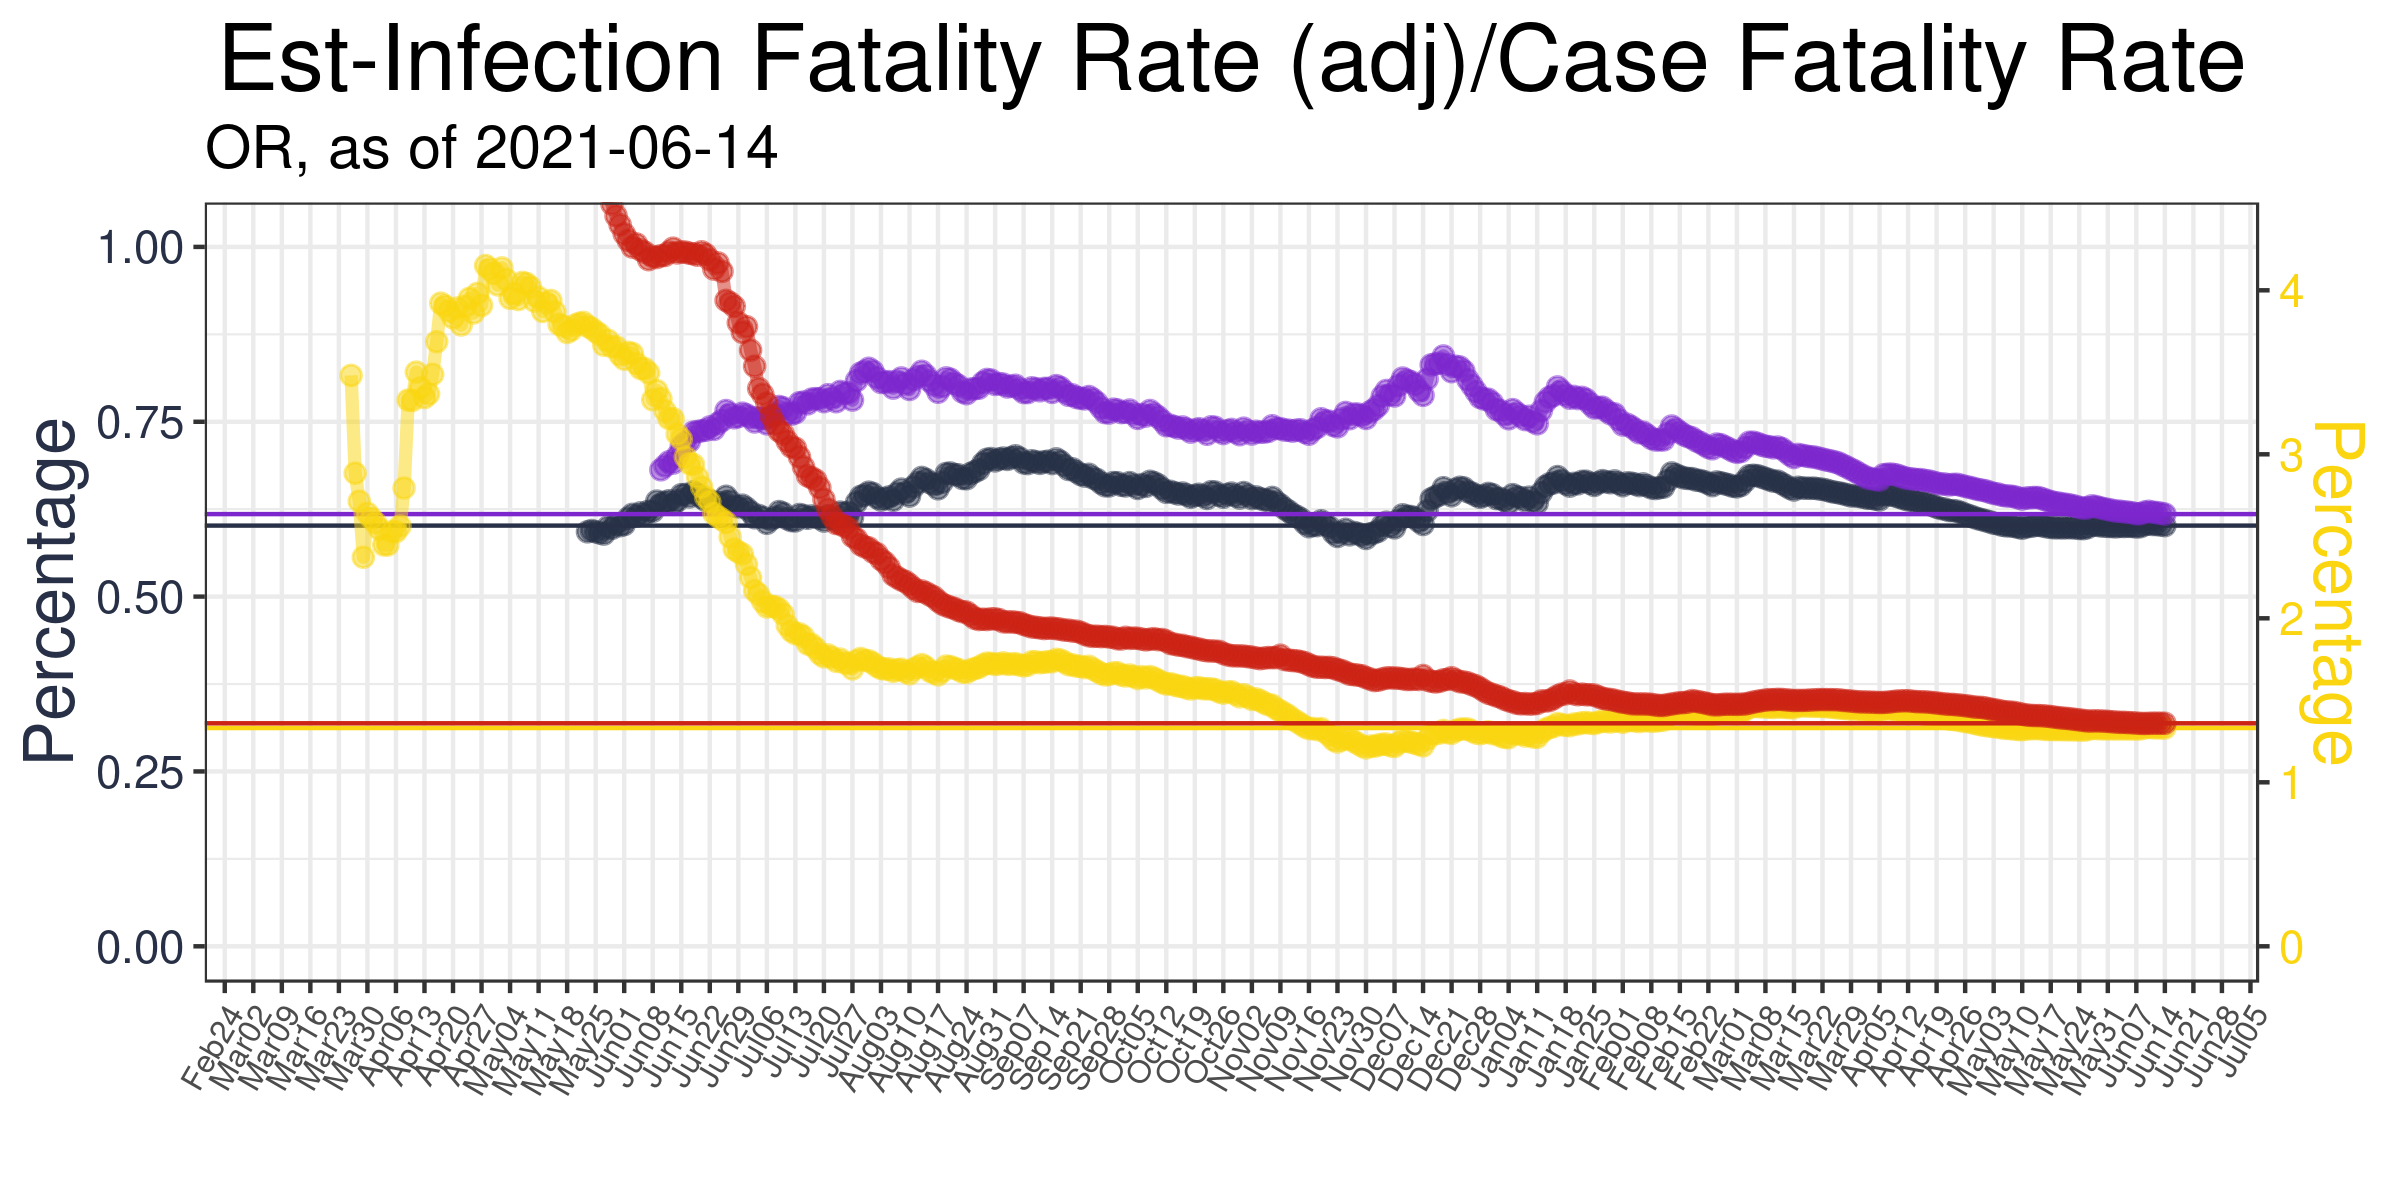 Est-Infection Fatality Rate (adj)/Case Fatality Rate
OR, as of 2021-06-14
Percentage
1.00
0.75
0.50
0.25
0.00
4
3
2
1
0
Percentage
Feb24
Mar02
Mar09
Mar16
Mar23
Mar30
Apr06
Apr13
Apr20
Apr27
May04
May11
May18
May25
Jun01
Jun08
Jun15
Jun22
Jun29
Jul06
Jul13
Jul20
Jul27
Aug03
Aug10
Aug17
Aug24
Aug31
Sep07
Sep14
Sep21
Sep28
Oct05
Oct12
Oct19
Oct26
Nov02
Nov09
Nov16
Nov23
Nov30
Dec07
Dec14
Dec21
Dec28
Jan04
Jan11
Jan18
Jan25
Feb01
Feb08
Feb15
Feb22
Mar01
Mar08
Mar15
Mar22
Mar29
Apr05
Apr12
Apr19
Apr26
May03
May10
May17
May24
May31
Jun07
Jun14
Jun21
Jun28
Jul05